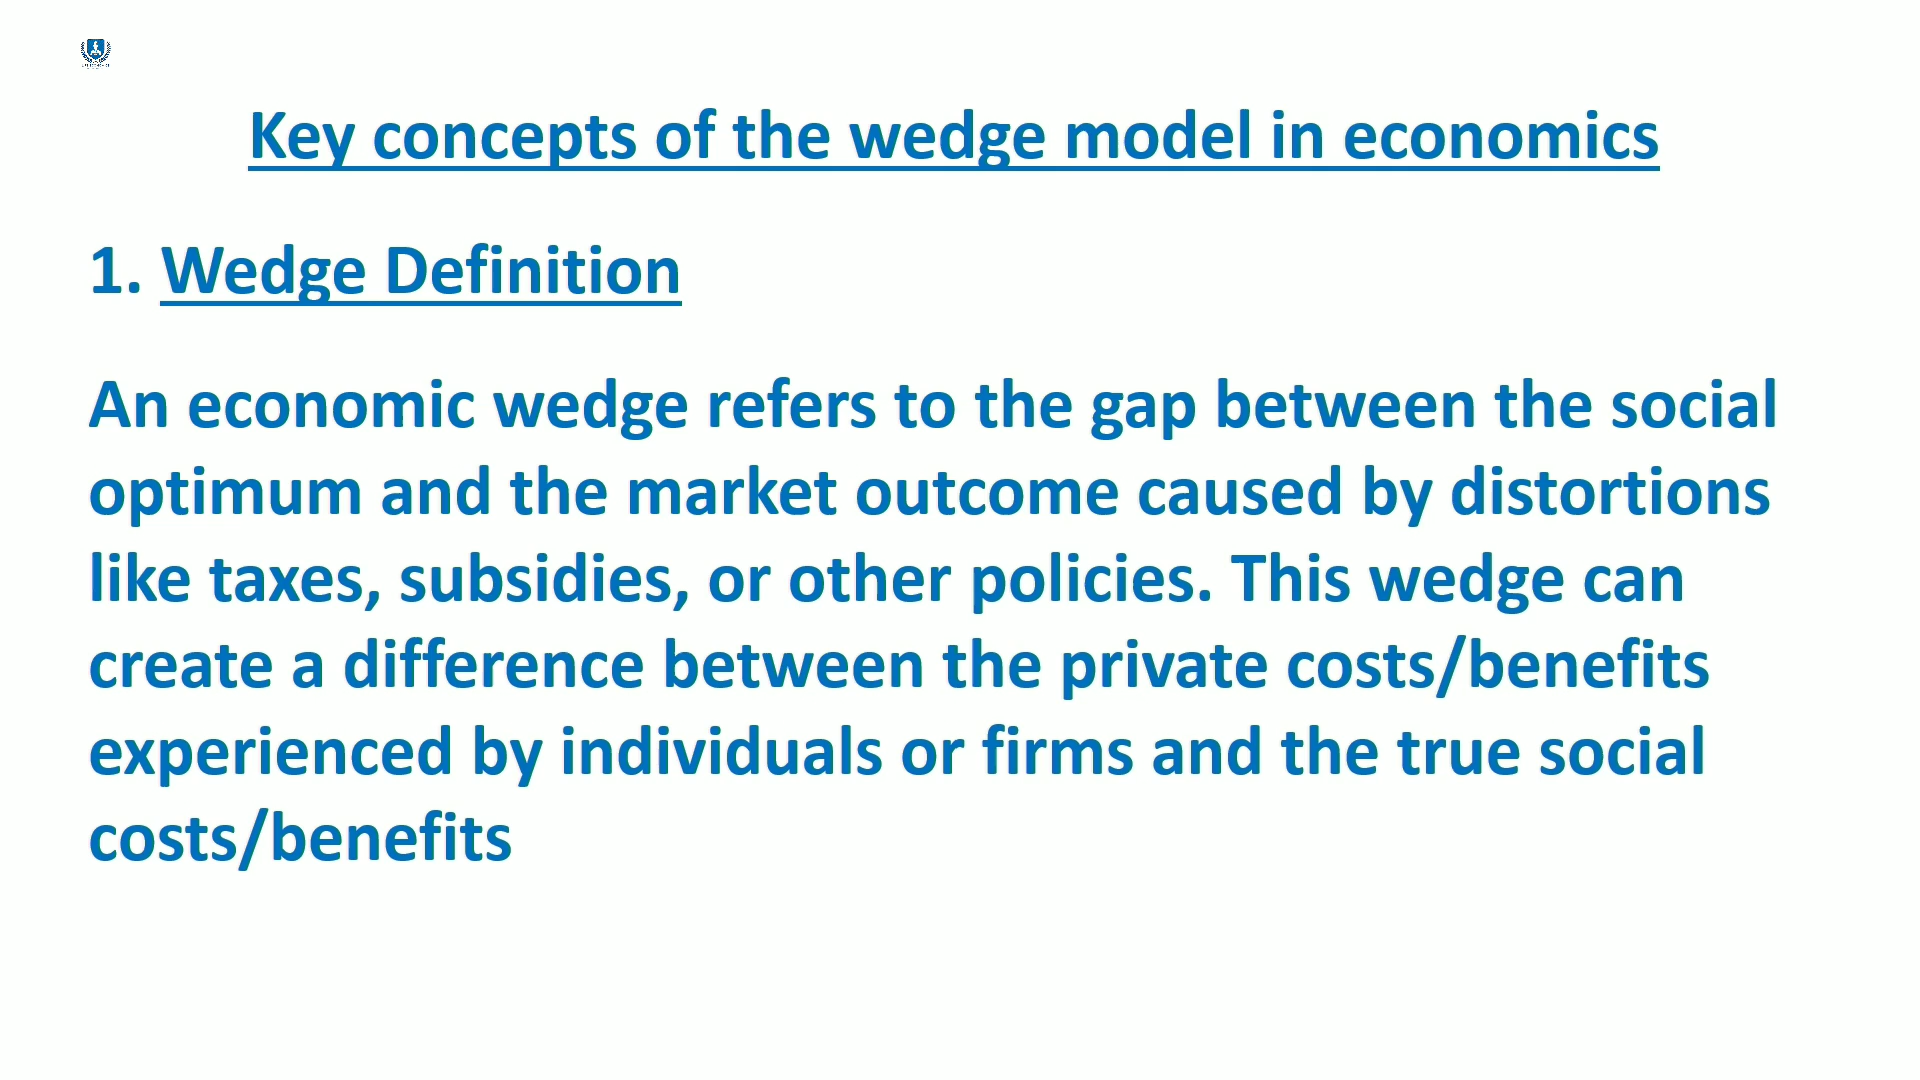 Key concepts of the wedge model in economics
1. Wedge Definition
An economic wedge refers to the gap between the social
optimum and the market outcome caused by distortions
like taxes, subsidies, or other policies. This wedge can
create a difference between the private costs/benefits
experienced by individuals or firms and the true social
costs/benefits